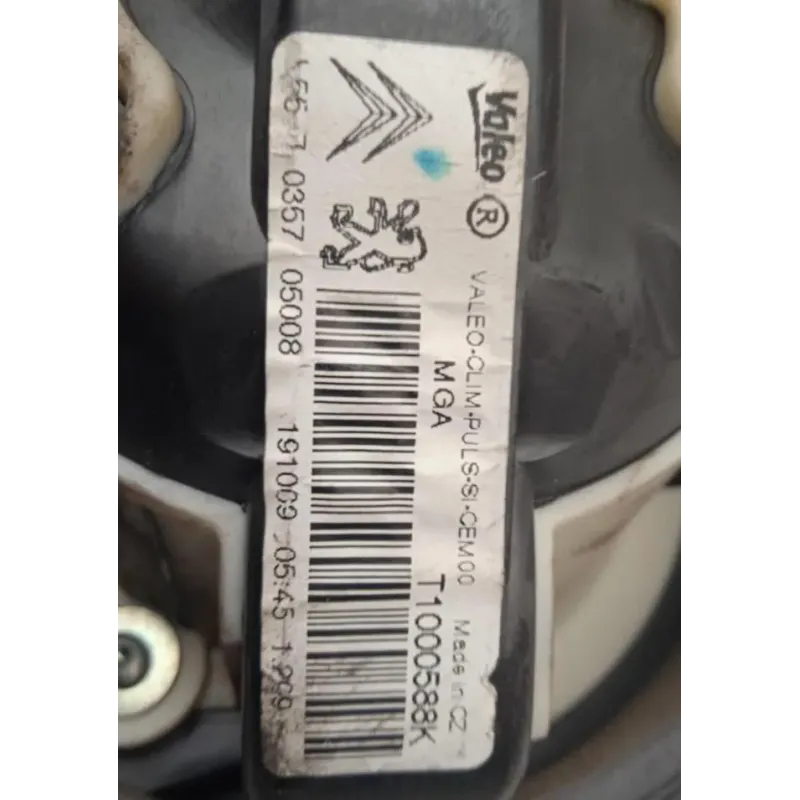 Valeo ®
VALEO-CLIM-PULS-SI-CEM00 Made in CZ
MGA T1000588K
0357 05008 191009 05:45